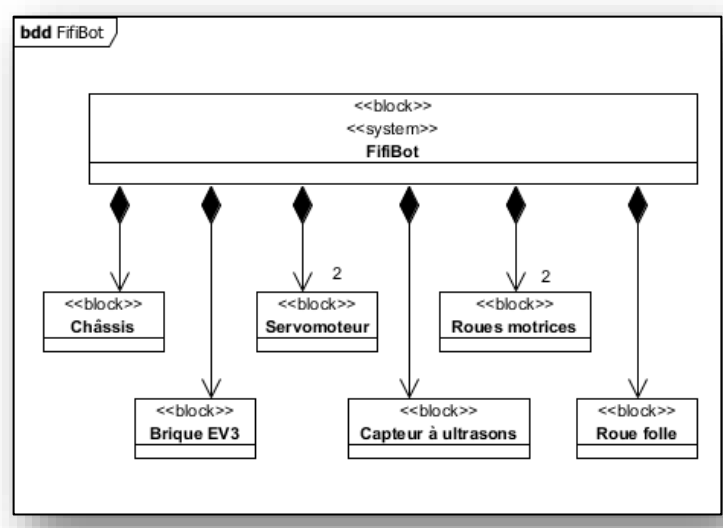 bdd FifiBot
<<block>>
<<system>>
FifiBot
2
2
<<block>>
Châssis
<<block>>
Servomoteur
<<block>>
Roues motrices
<<block>>
Brique EV3
<<block>>
Capteur à ultrasons
<<block>>
Roue folle